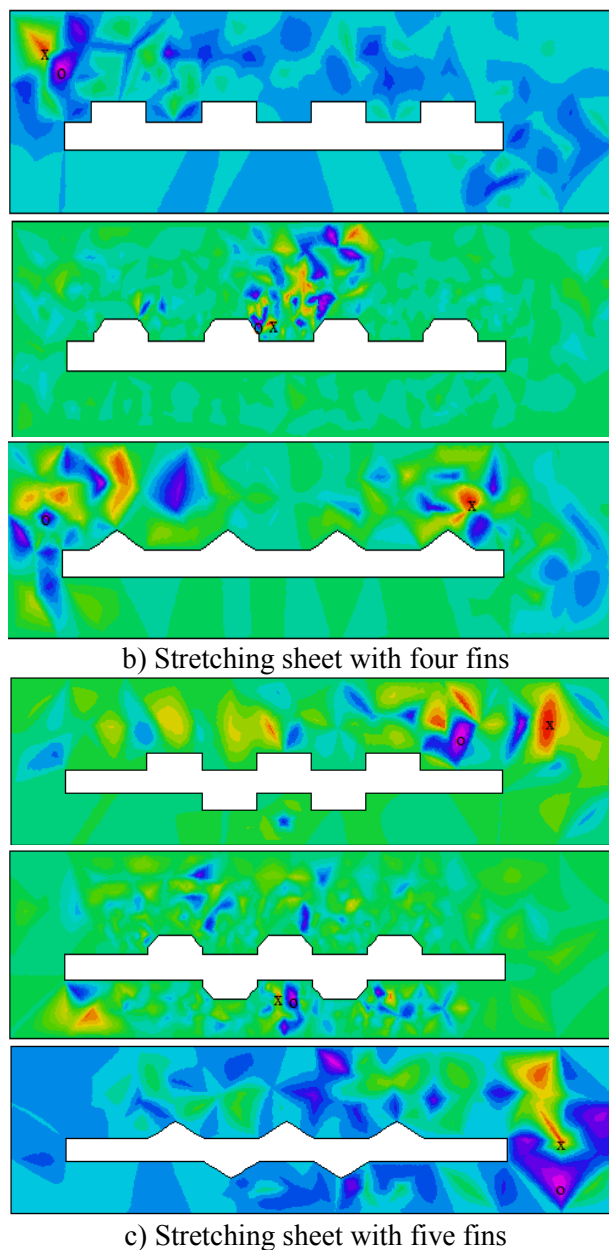 x
o
o x
o
x
b) Stretching sheet with four fins
x
o
x o
x
o
c) Stretching sheet with five fins